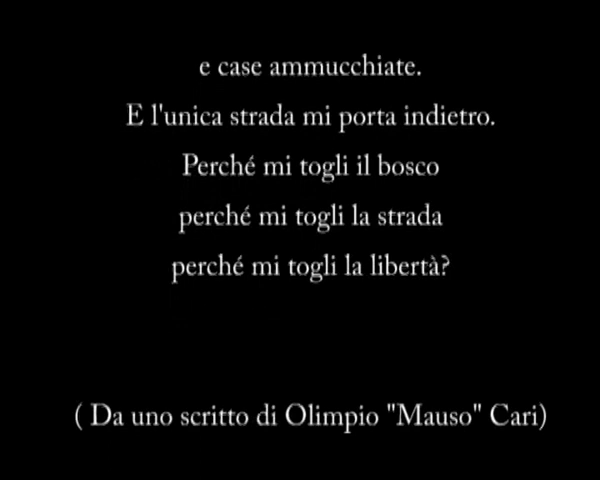 e case ammucchiate.
E l'unica strada mi porta indietro.
Perché mi togli il bosco
perché mi togli la strada
perché mi togli la libertà?
( Da uno scritto di Olimpio "Mauso" Cari)